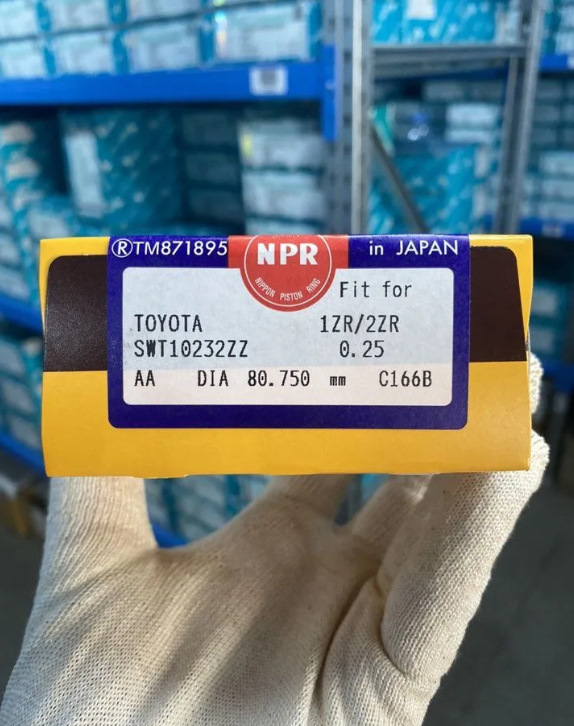 ®TM871895 NPR in JAPAN
NIPPON PISTON RING
Fit for
TOYOTA 1ZR/2ZR
SWT10232ZZ 0.25
AA DIA 80.750 mm C166B